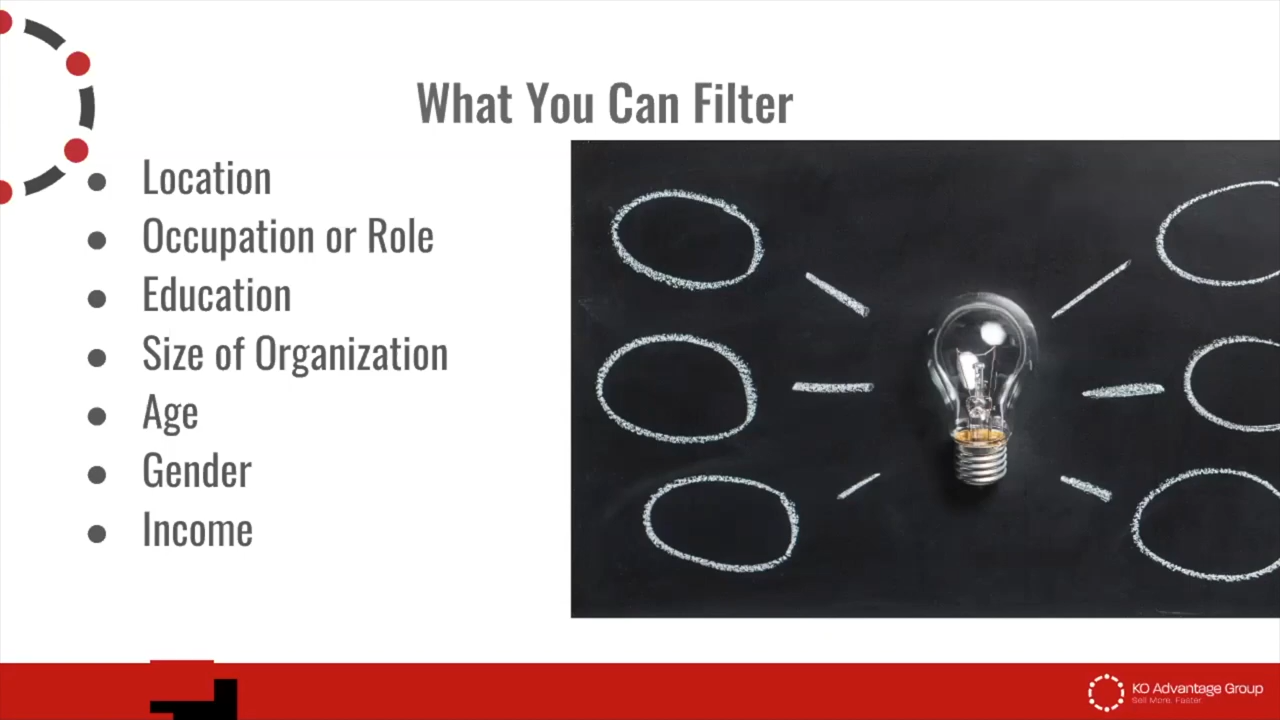 What You Can Filter
● Location
● Occupation or Role
● Education
● Size of Organization
● Age
● Gender
● Income
KO Advantage Group
Sell More, Faster.